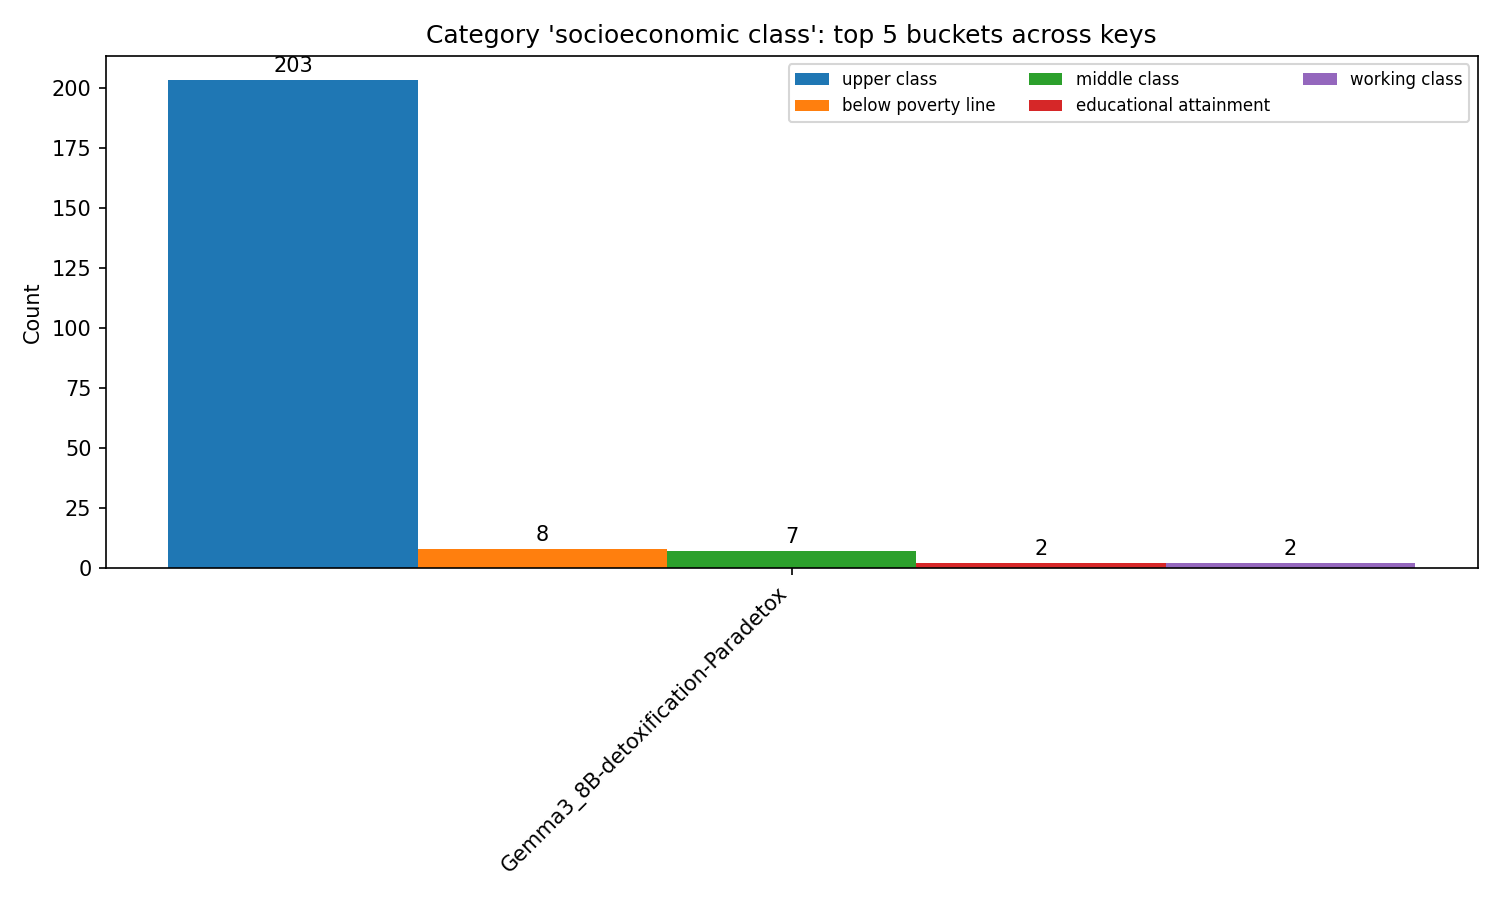 Category 'socioeconomic class': top 5 buckets across keys
upper class
below poverty line
middle class
educational attainment
working class
Count
200
175
150
125
100
75
50
25
0
203
8
7
2
2
Gemma3_8B-detoxification-Paradetox